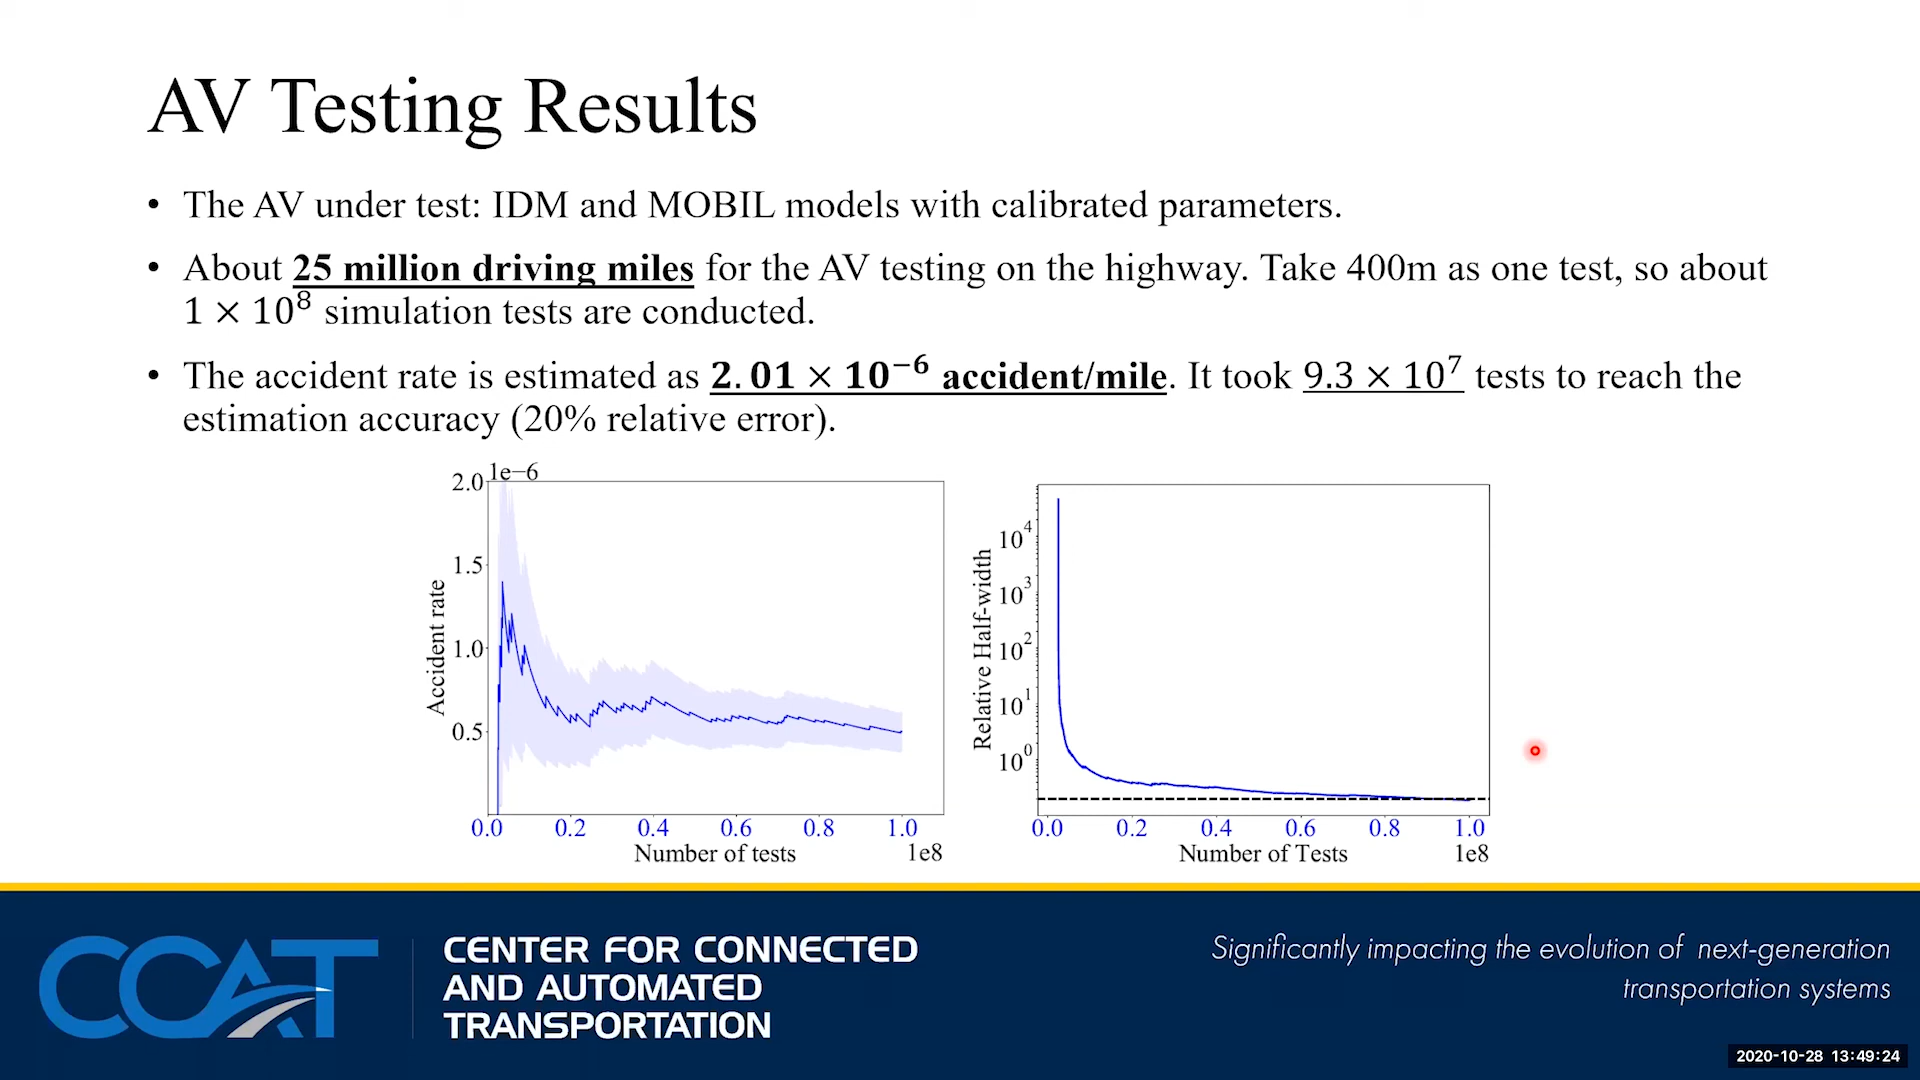 AV Testing Results
• The AV under test: IDM and MOBIL models with calibrated parameters.
• About 25 million driving miles for the AV testing on the highway. Take 400m as one test, so about
1 × 10⁸ simulation tests are conducted.
• The accident rate is estimated as 2.01 × 10⁻⁶ accident/mile. It took 9.3 × 10⁷ tests to reach the
estimation accuracy (20% relative error).
1e−6
2.0
1.5
1.0
0.5
Accident rate
0.0 0.2 0.4 0.6 0.8 1.0
Number of tests
1e8
10⁴
10³
10²
10¹
10⁰
Relative Half-width
0.0 0.2 0.4 0.6 0.8 1.0
Number of Tests
1e8
CCAT
CENTER FOR CONNECTED
AND AUTOMATED
TRANSPORTATION
Significantly impacting the evolution of next-generation
transportation systems
2020-10-28 13:49:24